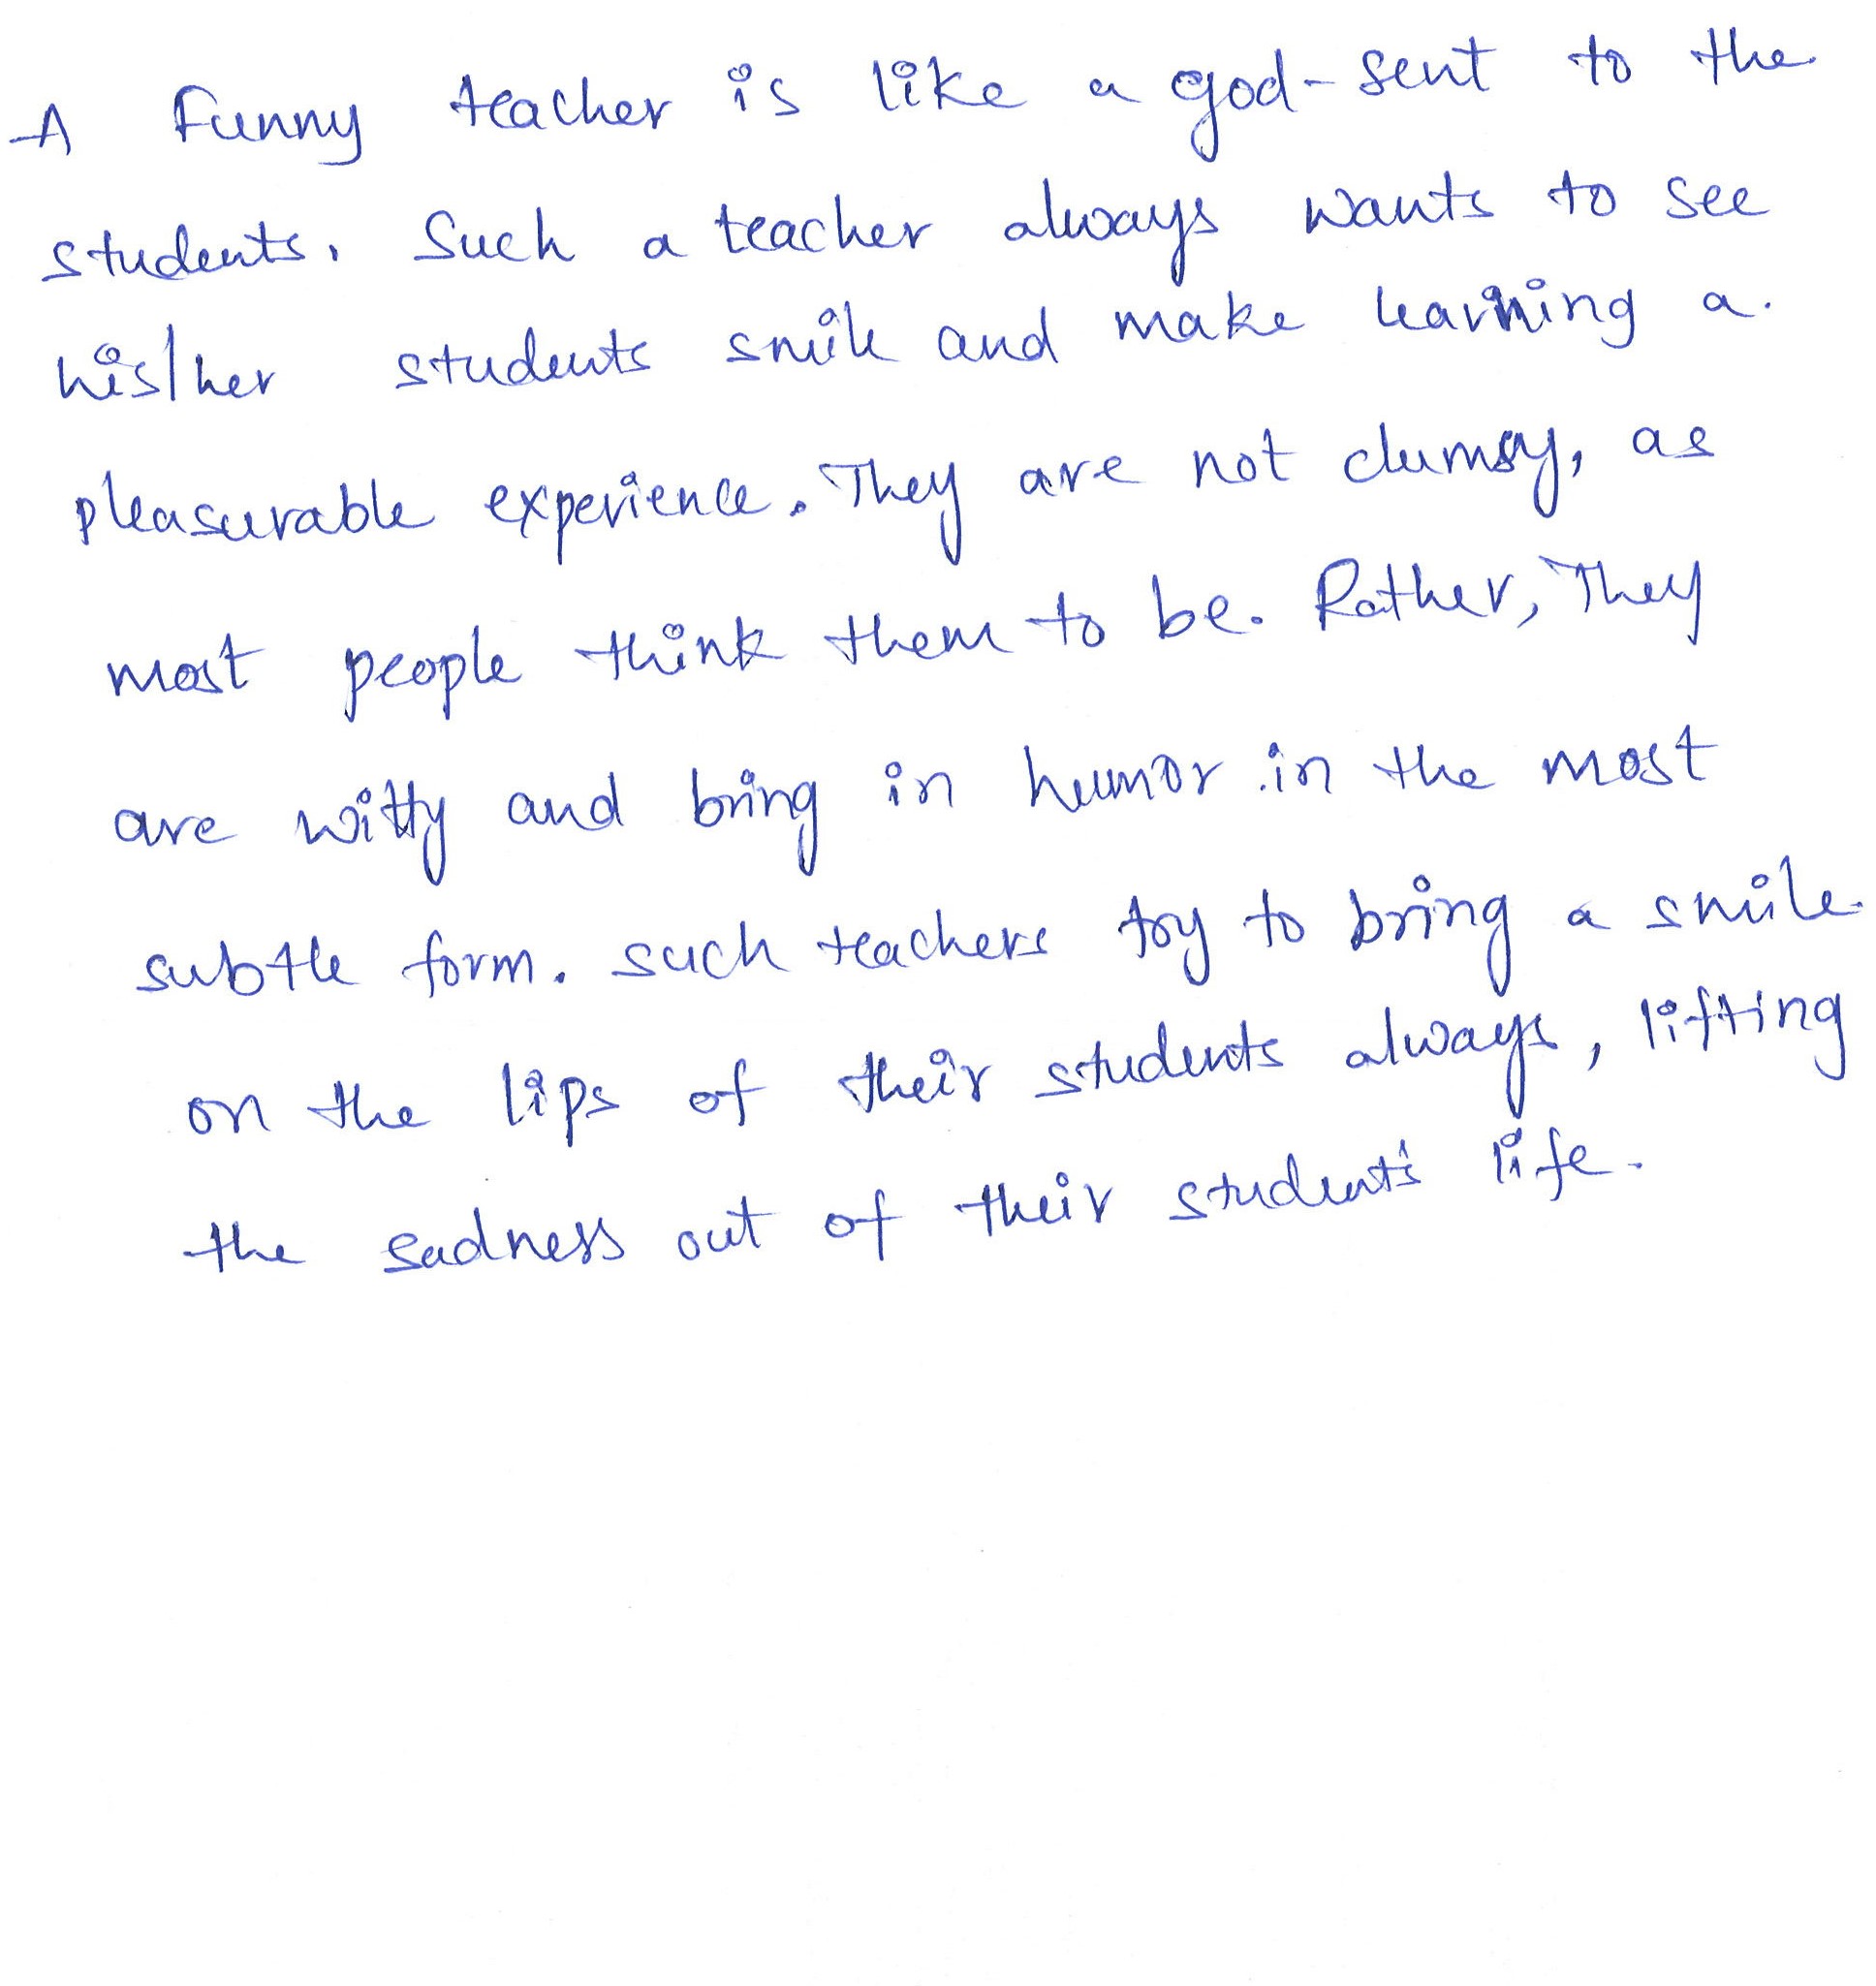 A funny teacher is like a god-sent to the
students. Such a teacher always wants to see
his/her students smile and make learning a
pleasurable experience. They are not clumsy, as
most people think them to be. Rather, They
are witty and bring in humor in the most
subtle form. such teachers try to bring a smile
on the lips of their students always, lifting
the sadness out of their student's life.